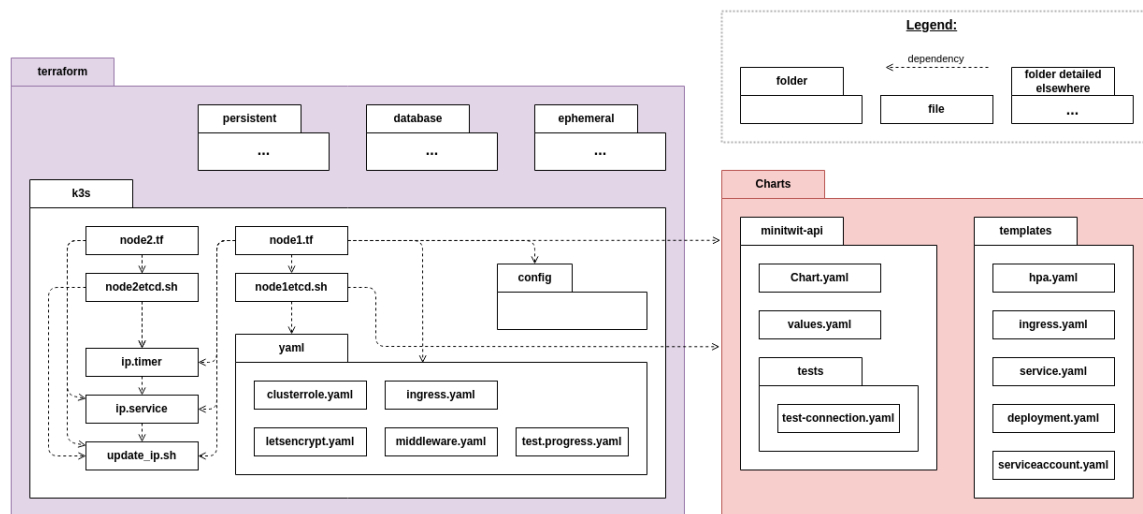 Legend:
dependency
folder
file
folder detailed
elsewhere
...
terraform
persistent
...
database
...
ephemeral
...
k3s
node2.tf
node1.tf
node2etcd.sh
node1etcd.sh
config
ip.timer
ip.service
update_ip.sh
yaml
clusterrole.yaml
ingress.yaml
letsencrypt.yaml
middleware.yaml
test.progress.yaml
Charts
minitwit-api
Chart.yaml
values.yaml
tests
test-connection.yaml
templates
hpa.yaml
ingress.yaml
service.yaml
deployment.yaml
serviceaccount.yaml